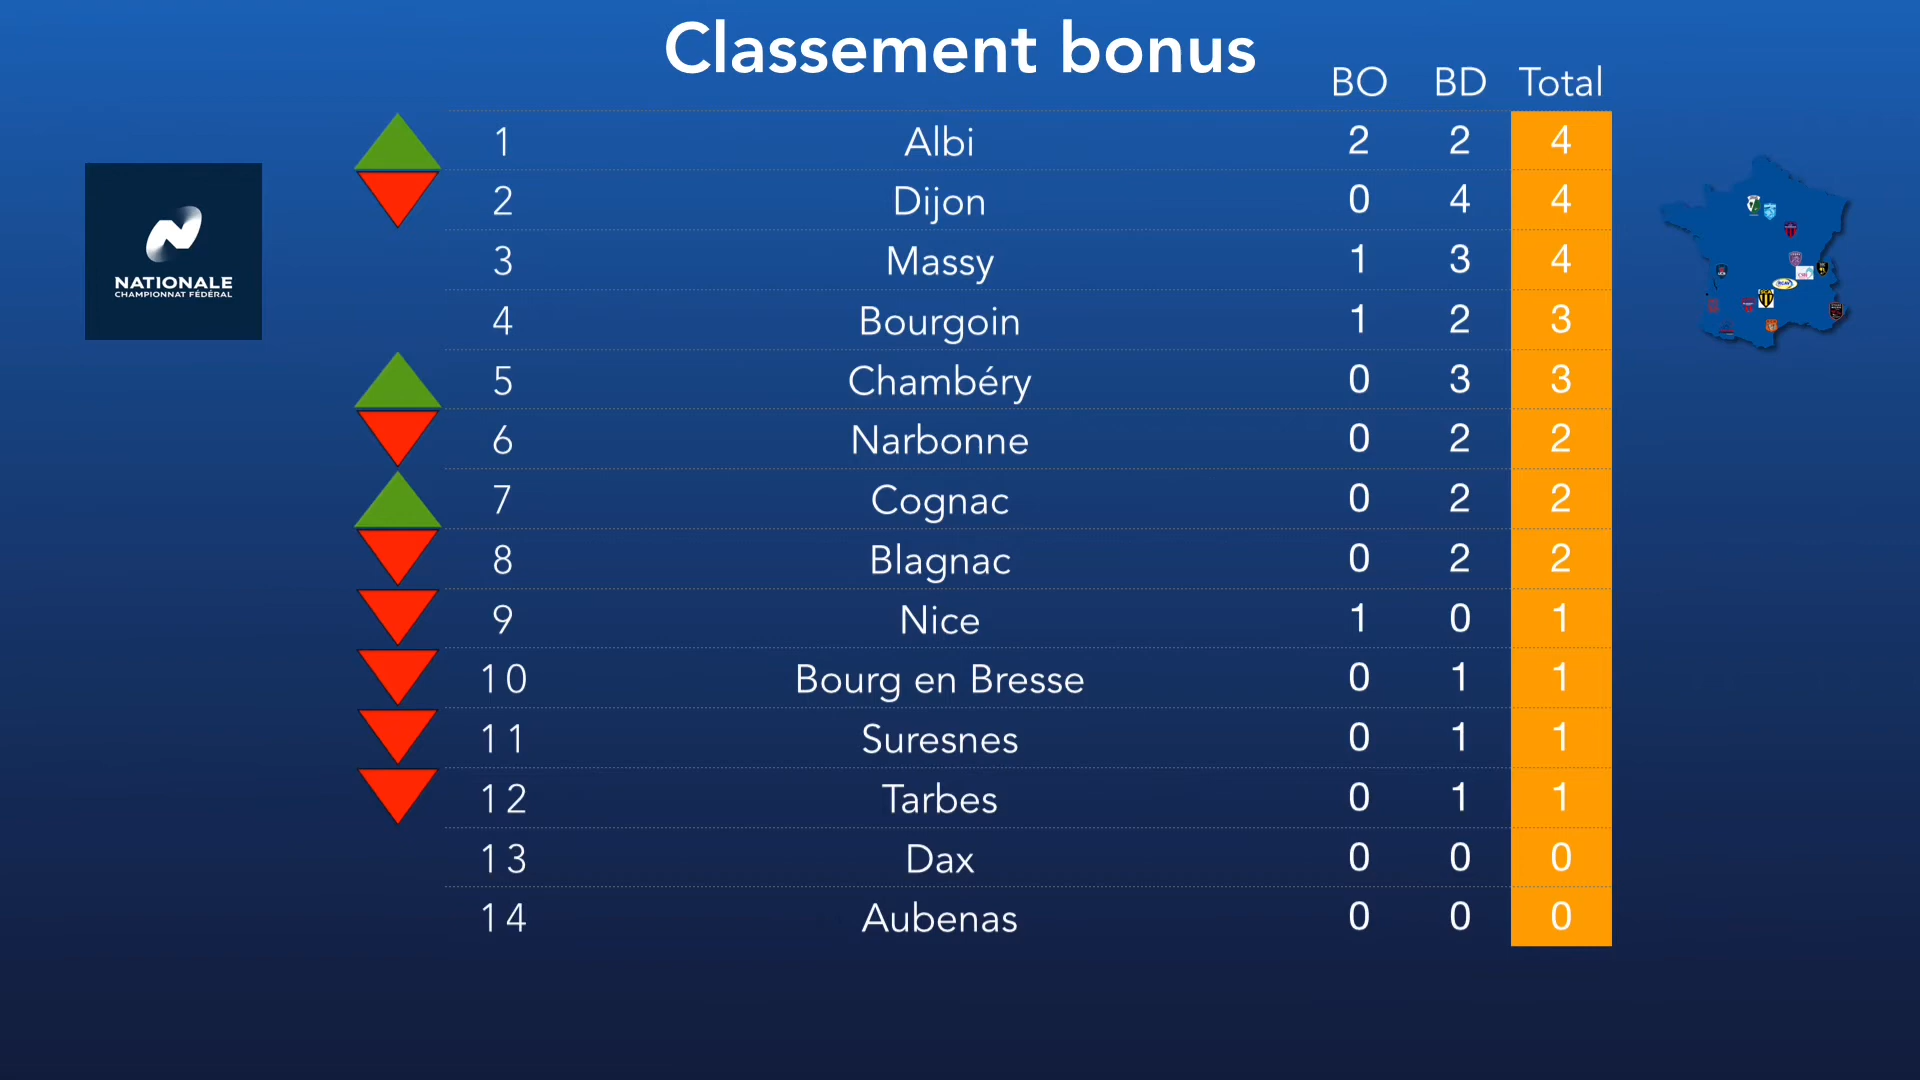 Classement bonus
BO BD Total
1 Albi 2 2 4
2 Dijon 0 4 4
3 Massy 1 3 4
4 Bourgoin 1 2 3
5 Chambéry 0 3 3
6 Narbonne 0 2 2
7 Cognac 0 2 2
8 Blagnac 0 2 2
9 Nice 1 0 1
10 Bourg en Bresse 0 1 1
11 Suresnes 0 1 1
12 Tarbes 0 1 1
13 Dax 0 0 0
14 Aubenas 0 0 0
NATIONALE
CHAMPIONNAT FÉDÉRAL